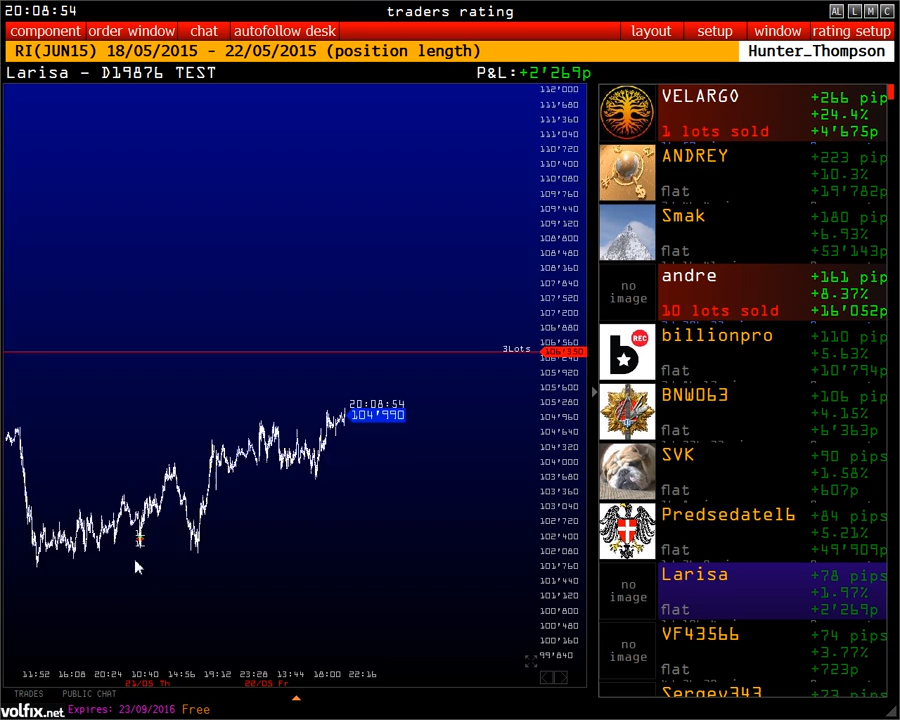 20:08:54
traders rating
AL L M C
component order window chat autofollow desk layout setup window rating setup
RI(JUN15) 18/05/2015 - 22/05/2015 (position length)
Hunter_Thompson
Larisa - D19876 TEST
P&L:+2'269p
112'000
111'680
111'360
111'040
110'720
110'400
110'080
109'760
109'440
109'120
108'800
108'480
108'160
107'840
107'520
107'200
106'880
106'560
3Lots
106'350
106'240
105'920
105'600
105'280
104'960
104'640
104'320
104'000
103'680
103'360
103'040
102'720
102'400
102'080
101'760
101'440
101'120
100'800
100'480
100'160
99'840
20:08:54
104'990
11:52 16:08 20:24 10:40 14:56 19:12 23:28 13:44 18:00 22:16
21/05 Th
22/05 Fr
VELARGO
+266 pip
+24.4%
1 lots sold
+4'675p
ANDREY
+223 pip
+10.3%
flat
+19'782p
Smak
+180 pip
+6.93%
flat
+53'143p
no image
andre
+161 pip
+8.37%
10 lots sold
+16'052p
b
REC
billionpro
+110 pip
+5.63%
flat
+10'794p
BNW063
+106 pip
+4.15%
flat
+6'363p
SVK
+90 pips
+1.58%
flat
+607p
Predsedatel6
+84 pips
+5.21%
flat
+49'909p
no image
Larisa
+78 pips
+1.97%
flat
+2'269p
no image
VF43566
+74 pips
+3.77%
flat
+723p
Sergey343
+73 pips
TRADES PUBLIC CHAT
volfix.net
Expires: 23/09/2016 Free